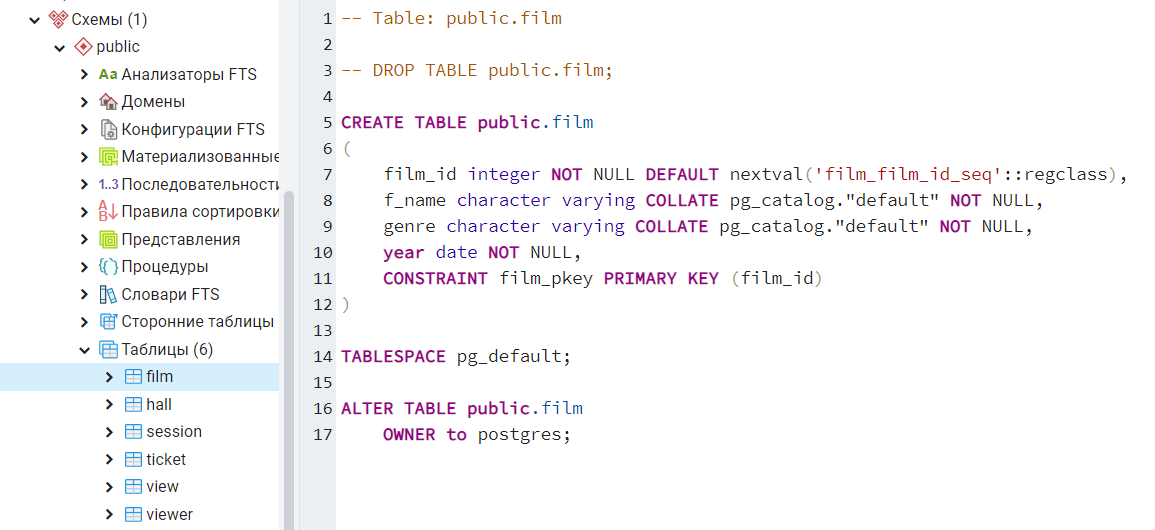 Схемы (1)
public
Aa Анализаторы FTS
Домены
Конфигурации FTS
Материализованные
1..3 Последовательности
Правила сортировки
Представления
Процедуры
Словари FTS
Сторонние таблицы
Таблицы (6)
film
hall
session
ticket
view
viewer
1 -- Table: public.film
2
3 -- DROP TABLE public.film;
4
5 CREATE TABLE public.film
6 (
7     film_id integer NOT NULL DEFAULT nextval('film_film_id_seq'::regclass),
8     f_name character varying COLLATE pg_catalog."default" NOT NULL,
9     genre character varying COLLATE pg_catalog."default" NOT NULL,
10     year date NOT NULL,
11     CONSTRAINT film_pkey PRIMARY KEY (film_id)
12 )
13
14 TABLESPACE pg_default;
15
16 ALTER TABLE public.film
17     OWNER to postgres;